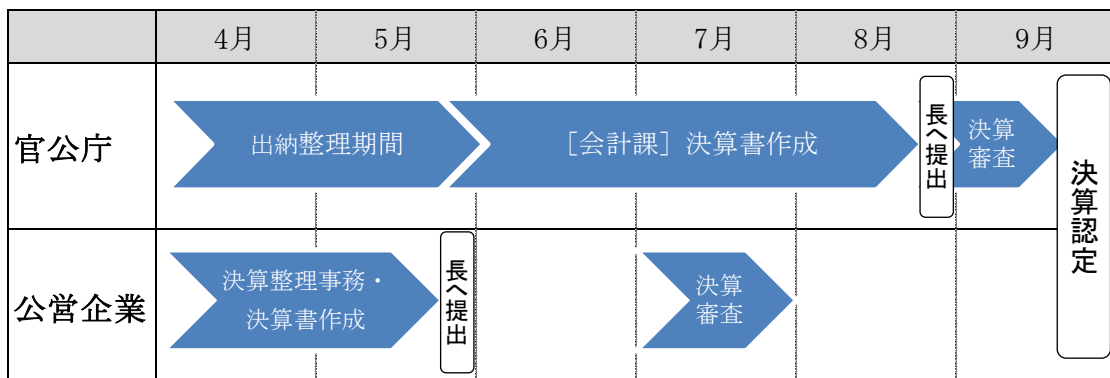 4月 5月 6月 7月 8月 9月
官公庁
出納整理期間
［会計課］決算書作成
長へ提出
決算
審査
決算認定
公営企業
決算整理事務・
決算書作成
長へ提出
決算
審査